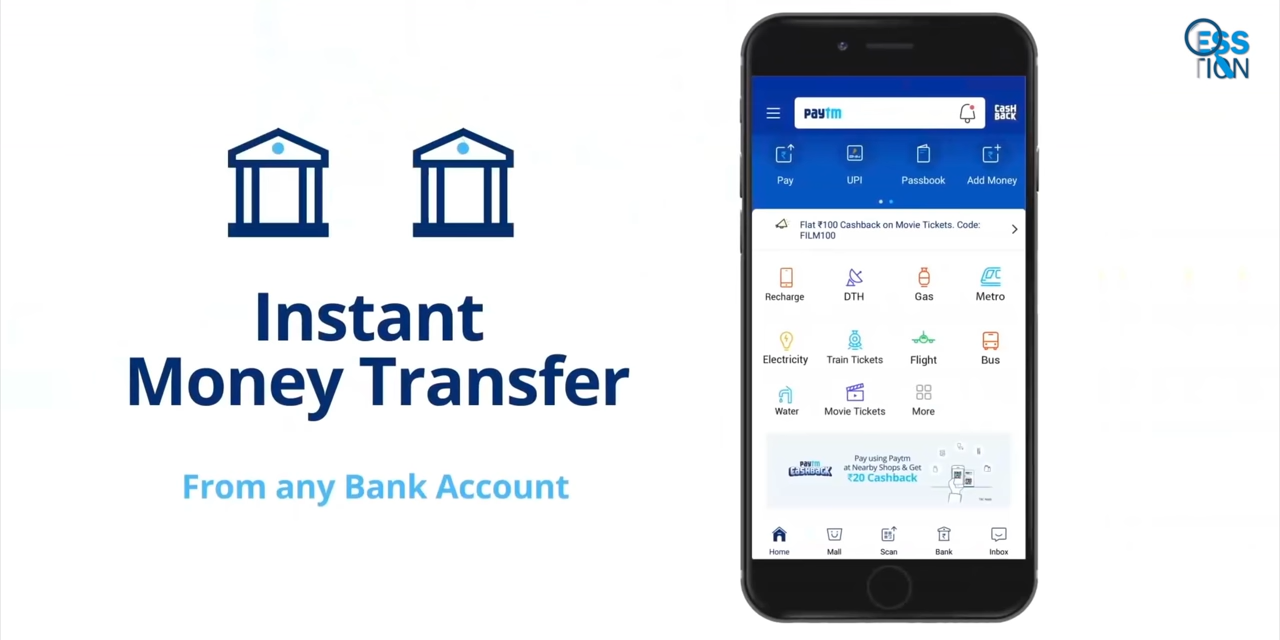 Instant
Money Transfer
From any Bank Account
paytm
CASH
BACK
Pay
UPI
Passbook
Add Money
Flat ₹100 Cashback on Movie Tickets. Code:
FILM100
Recharge
DTH
Gas
Metro
Electricity
Train Tickets
Flight
Bus
Water
Movie Tickets
More
PAYTM
CASHBACK
Pay using Paytm
at Nearby Shops & Get
₹20 Cashback
Home
Mall
Scan
Bank
Inbox